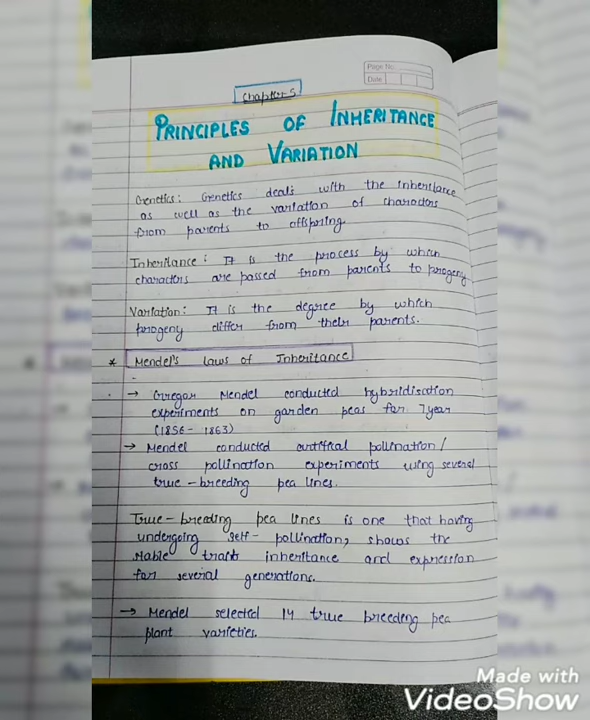 Page No.
Date
Chapter 5
PRINCIPLES OF INHERITANCE
AND VARIATION
Genetics: Genetics deals with the inheritance
as well as the variation of characters
from parents to offspring.
Inheritance: It is the process by which
characters are passed from parents to progeny
Variation: It is the degree by which
progeny differ from their parents.
* Mendel's laws of Inheritance
→ Gregor Mendel conducted hybridisation
experiments on garden peas for 7 year
(1856 - 1863)
→ Mendel conducted artifical pollination/
cross pollination experiments using several
true-breeding pea lines.
True-breeding pea lines is one that having
undergoing self-pollination, shows the
stable traits inheritance and expression
for several generations.
→ Mendel selected 14 true breeding pea
plant varieties.
Made with
VideoShow